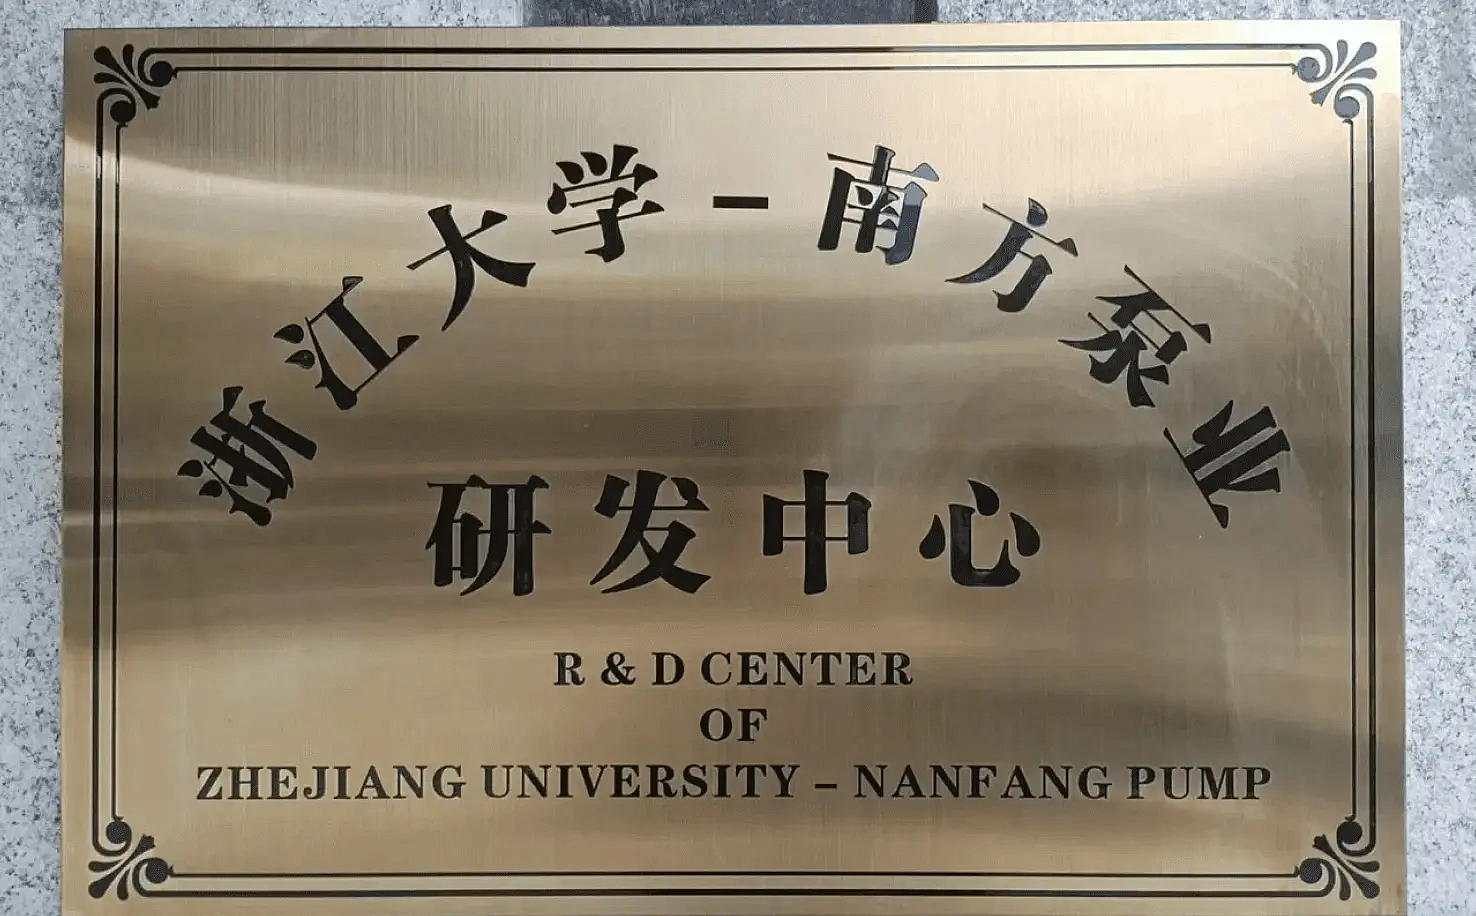 浙江大学-南方泵业
研发中心
R & D CENTER
OF
ZHEJIANG UNIVERSITY – NANFANG PUMP